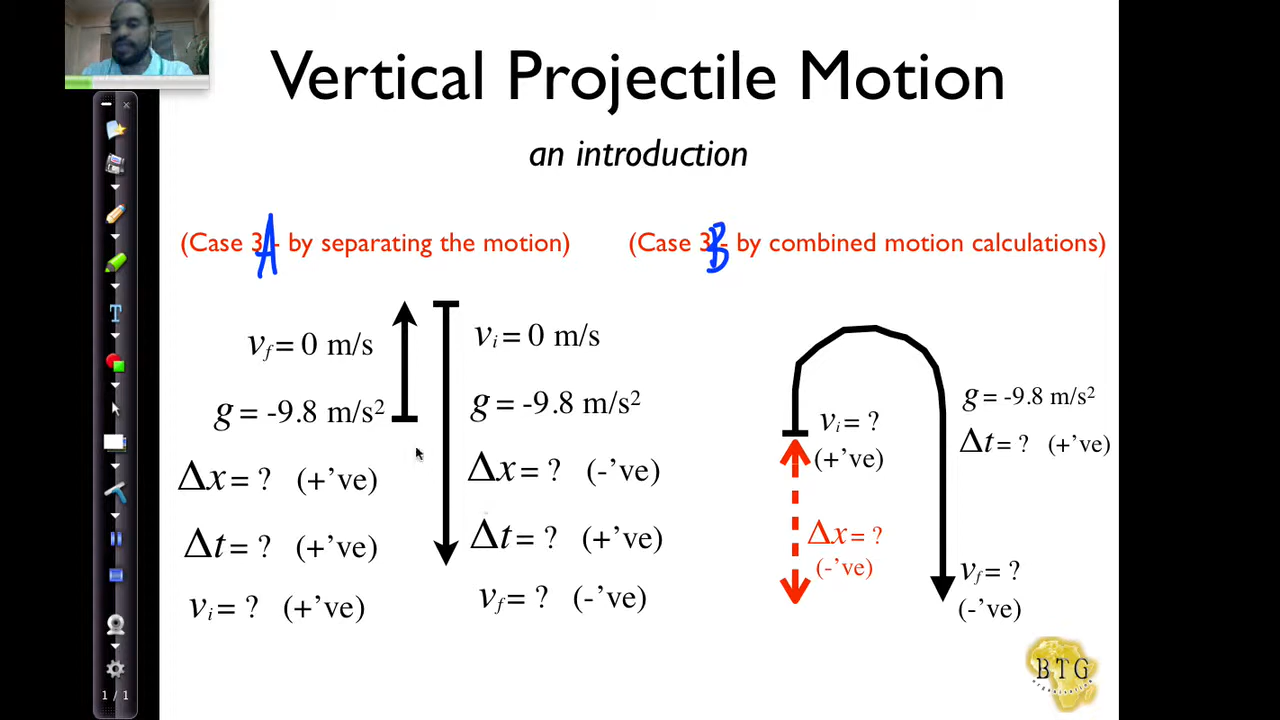 Vertical Projectile Motion
an introduction
(Case 3A - by separating the motion)
(Case 3B - by combined motion calculations)
vf = 0 m/s
g = -9.8 m/s²
Δx = ? (+'ve)
Δt = ? (+'ve)
vi = ? (+'ve)
vi = 0 m/s
g = -9.8 m/s²
Δx = ? (-'ve)
Δt = ? (+'ve)
vf = ? (-'ve)
vi = ?
(+'ve)
Δx = ?
(-'ve)
g = -9.8 m/s²
Δt = ? (+'ve)
vf = ?
(-'ve)
BTG
1 / 1
T